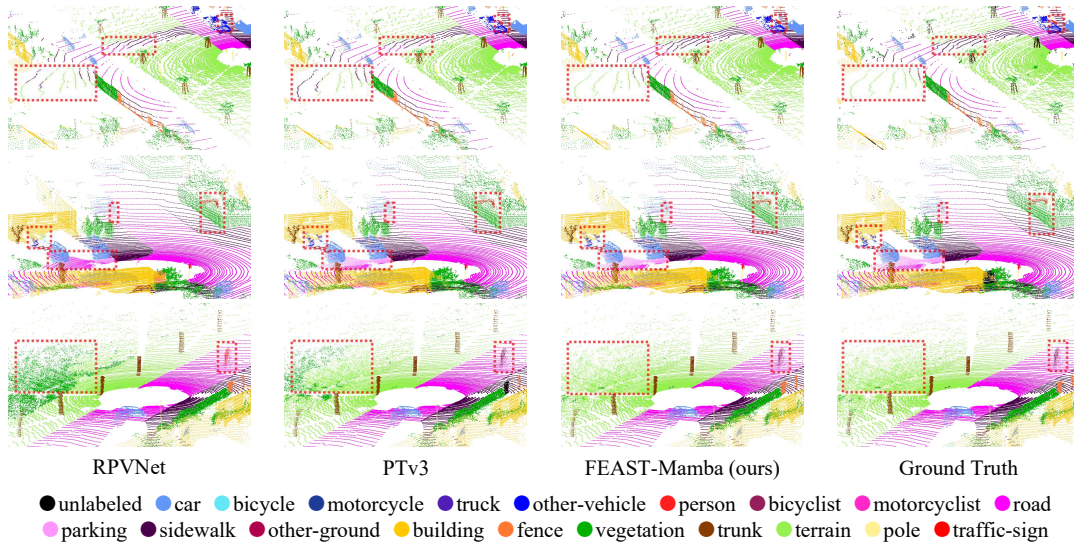 RPVNet PTv3 FEAST-Mamba (ours) Ground Truth
unlabeled car bicycle motorcycle truck other-vehicle person bicyclist motorcyclist road
parking sidewalk other-ground building fence vegetation trunk terrain pole traffic-sign